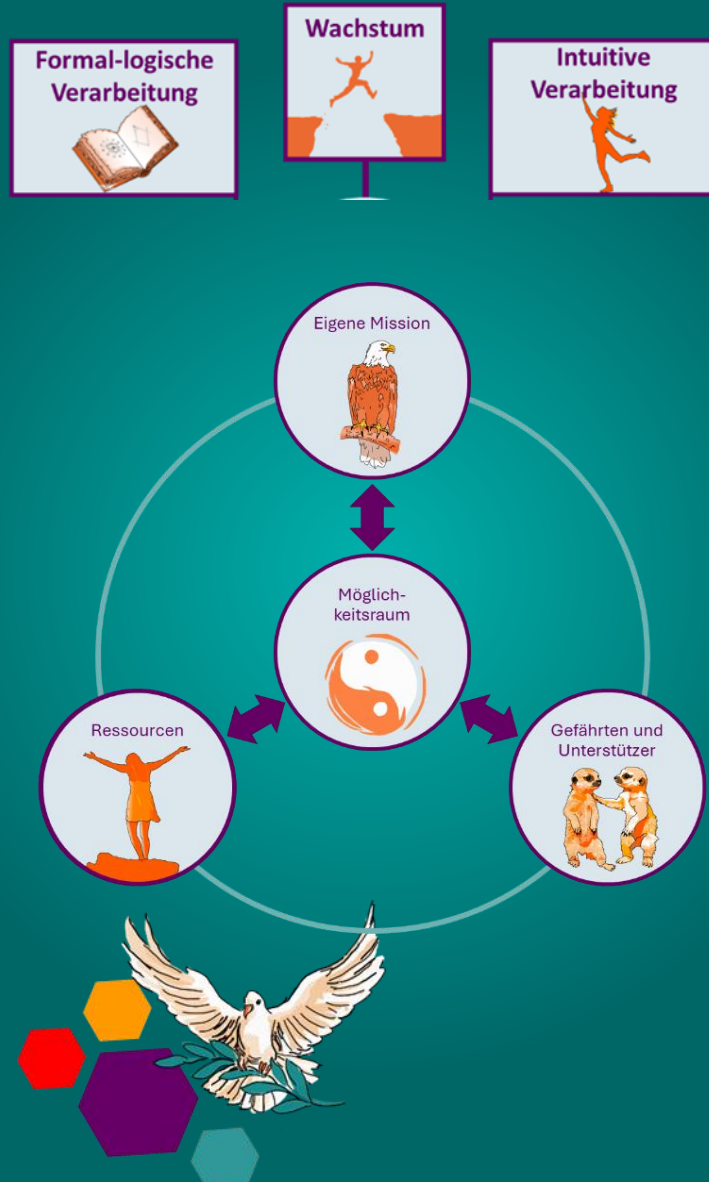 Formal-logische
Verarbeitung
Wachstum
Intuitive
Verarbeitung
Eigene Mission
Möglich-
keitsraum
Ressourcen
Gefährten und
Unterstützer